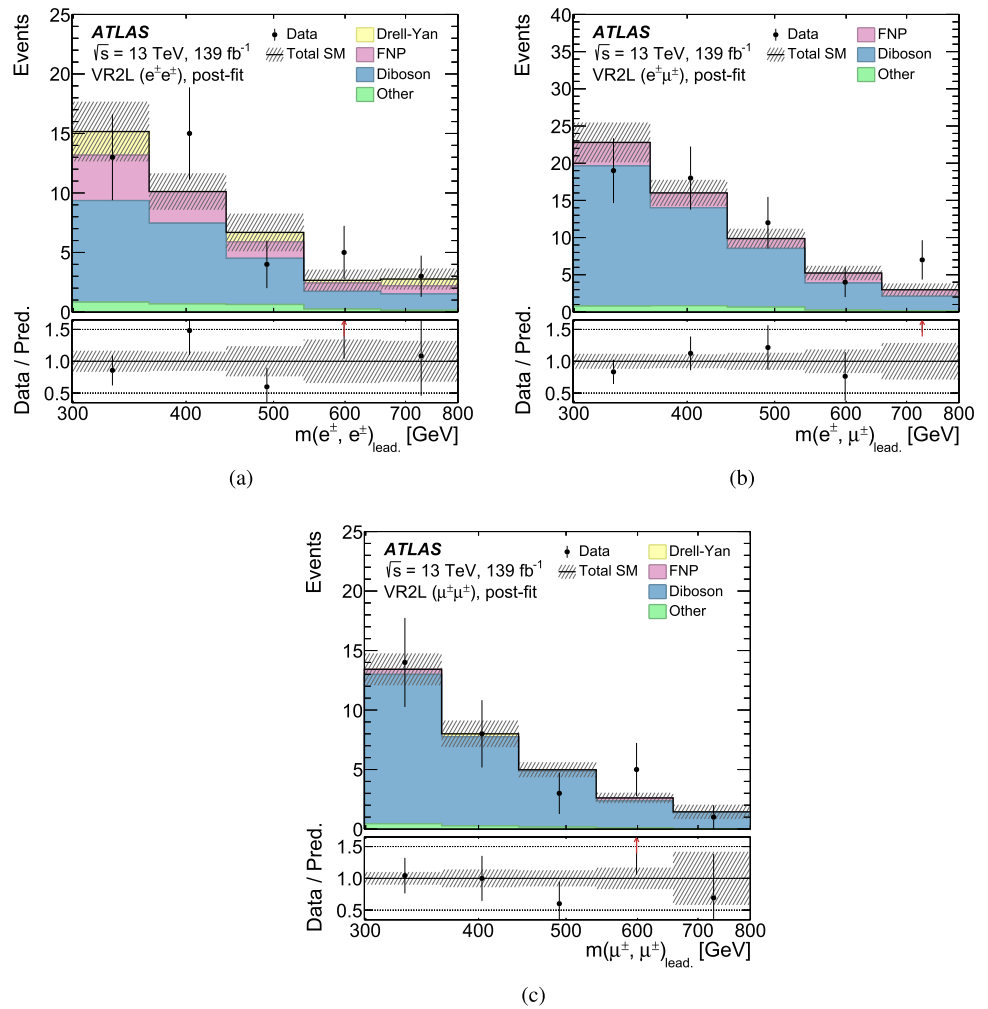 Events
25
20
15
10
5
0
ATLAS
√s = 13 TeV, 139 fb⁻¹
VR2L (e±e±), post-fit
Data
Total SM
Drell-Yan
FNP
Diboson
Other
Data / Pred.
1.5
1.0
0.5
300 400 500 600 700 800
m(e±, e±)lead. [GeV]
(a)
Events
40
35
30
25
20
15
10
5
0
ATLAS
√s = 13 TeV, 139 fb⁻¹
VR2L (e±μ±), post-fit
Data
Total SM
FNP
Diboson
Other
Data / Pred.
1.5
1.0
0.5
300 400 500 600 700 800
m(e±, μ±)lead. [GeV]
(b)
Events
25
20
15
10
5
0
ATLAS
√s = 13 TeV, 139 fb⁻¹
VR2L (μ±μ±), post-fit
Data
Total SM
Drell-Yan
FNP
Diboson
Other
Data / Pred.
1.5
1.0
0.5
300 400 500 600 700 800
m(μ±, μ±)lead. [GeV]
(c)